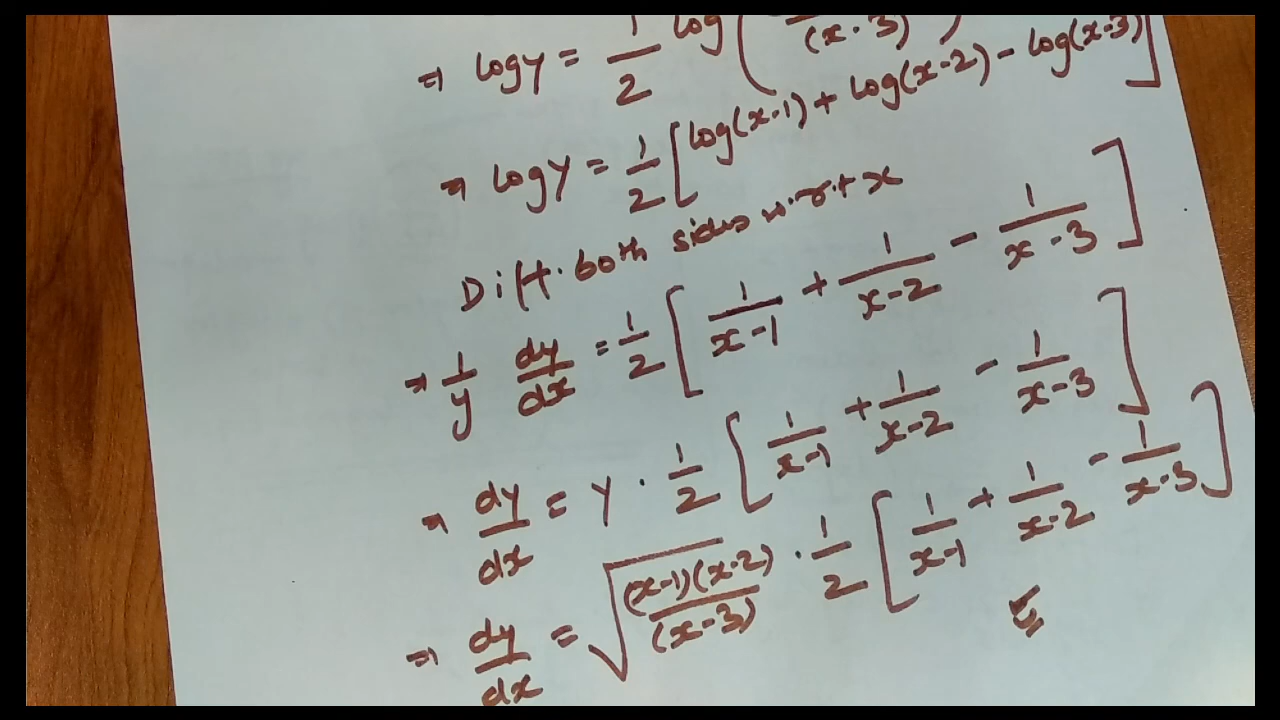 ⇒ log y = 1/2 log( /(x-3))
⇒ log y = 1/2 [log(x-1) + log(x-2) - log(x-3)]
Diff. both sides w.r.t x
⇒ 1/y dy/dx = 1/2 [1/(x-1) + 1/(x-2) - 1/(x-3)]
⇒ dy/dx = y · 1/2 [1/(x-1) + 1/(x-2) - 1/(x-3)]
⇒ dy/dx = √((x-1)(x-2)/(x-3)) · 1/2 [1/(x-1) + 1/(x-2) - 1/(x-3)]